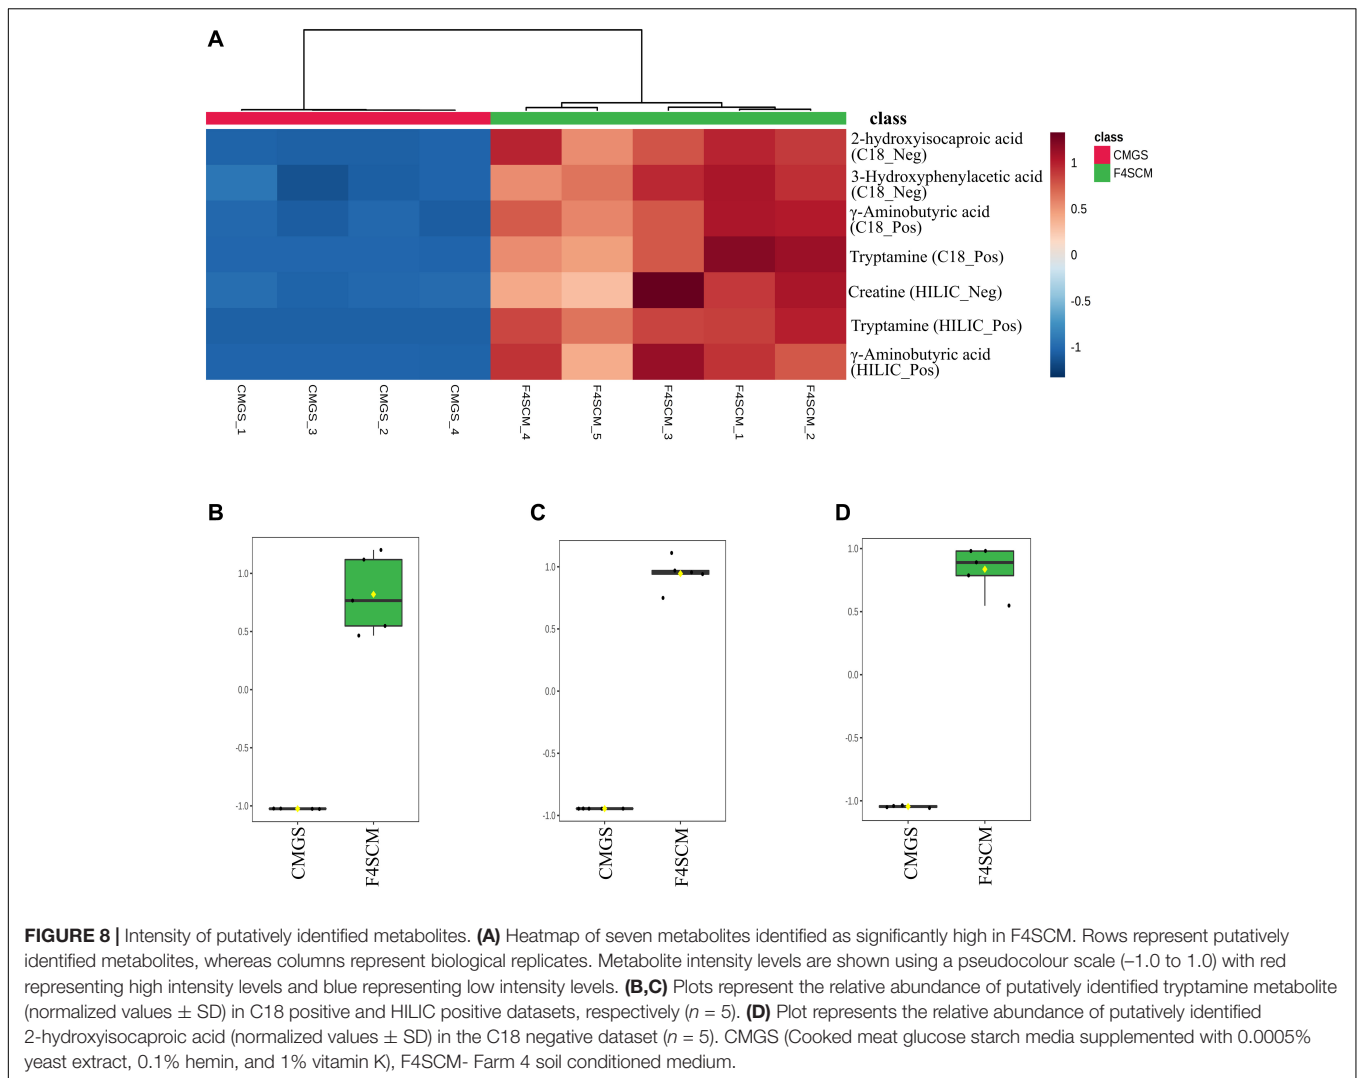 A
class
2-hydroxyisocaproic acid
(C18_Neg)
3-Hydroxyphenylacetic acid
(C18_Neg)
γ-Aminobutyric acid
(C18_Pos)
Tryptamine (C18_Pos)
Creatine (HILIC_Neg)
Tryptamine (HILIC_Pos)
γ-Aminobutyric acid
(HILIC_Pos)
1
0.5
0
-0.5
-1
class
CMGS
F4SCM
CMGS_1
CMGS_3
CMGS_2
CMGS_4
F4SCM_4
F4SCM_5
F4SCM_3
F4SCM_1
F4SCM_2
B
1.0
0.5
0.0
-0.5
-1.0
CMGS
F4SCM
C
1.0
0.5
0.0
-0.5
-1.0
CMGS
F4SCM
D
1.0
0.5
0.0
-0.5
-1.0
CMGS
F4SCM
FIGURE 8 | Intensity of putatively identified metabolites. (A) Heatmap of seven metabolites identified as significantly high in F4SCM. Rows represent putatively
identified metabolites, whereas columns represent biological replicates. Metabolite intensity levels are shown using a pseudocolour scale (–1.0 to 1.0) with red
representing high intensity levels and blue representing low intensity levels. (B,C) Plots represent the relative abundance of putatively identified tryptamine metabolite
(normalized values ± SD) in C18 positive and HILIC positive datasets, respectively (n = 5). (D) Plot represents the relative abundance of putatively identified
2-hydroxyisocaproic acid (normalized values ± SD) in the C18 negative dataset (n = 5). CMGS (Cooked meat glucose starch media supplemented with 0.0005%
yeast extract, 0.1% hemin, and 1% vitamin K), F4SCM- Farm 4 soil conditioned medium.